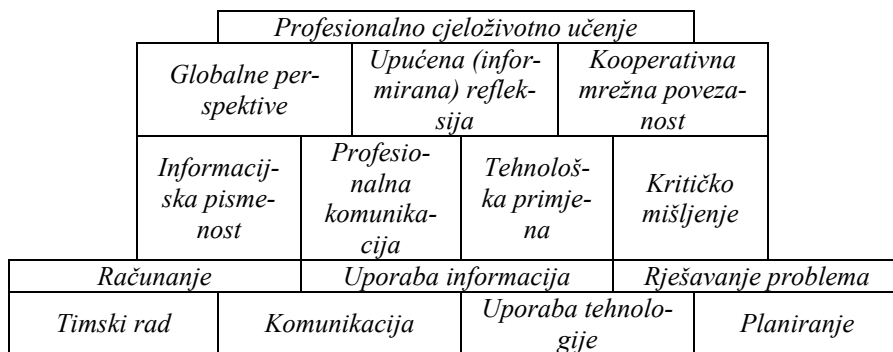 Profesionalno cjeloživotno učenje
Globalne per-
spektive
Upućena (infor-
mirana) reflek-
sija
Kooperativna
mrežna poveza-
nost
Informacij-
ska pisme-
nost
Profesio-
nalna
komunika-
cija
Tehnološ-
ka primje-
na
Kritičko
mišljenje
Računanje
Uporaba informacija
Rješavanje problema
Timski rad
Komunikacija
Uporaba tehnolo-
gije
Planiranje